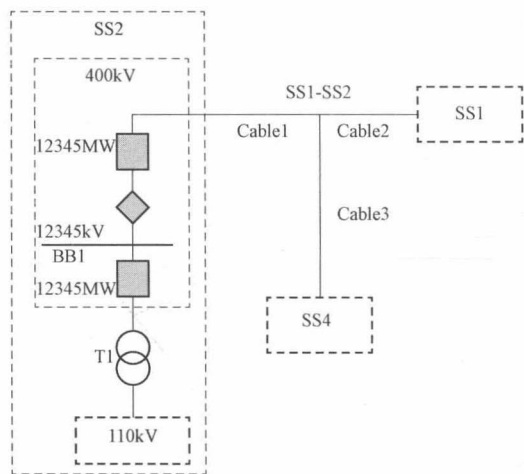 SS2
400kV
SS1-SS2
SS1
Cable1
Cable2
12345MW
Cable3
12345kV
BB1
12345MW
SS4
T1
110kV